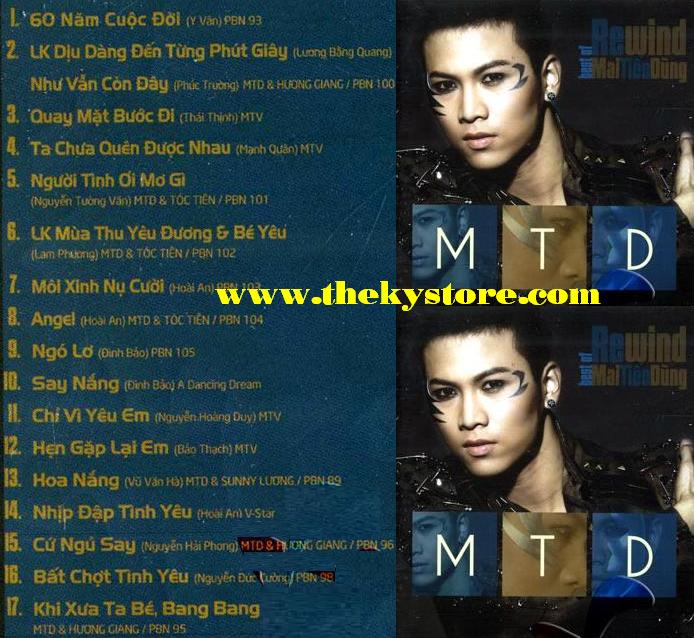 1. 60 Năm Cuộc Đời (Y Vân) PBN 93
2. LK Dịu Dàng Đến Từng Phút Giây (Lương Bằng Quang)
Như Vẫn Còn Đây (Phúc Trường) MTD & HƯƠNG GIANG / PBN 100
3. Quay Mặt Bước Đi (Thái Thịnh) MTV
4. Ta Chưa Quên Được Nhau (Mạnh Quân) MTV
5. Người Tình Ơi Mơ Gì
(Nguyễn Tường Văn) MTD & TÓC TIÊN / PBN 101
6. LK Mùa Thu Yêu Đương & Bé Yêu
(Lam Phương) MTD & TÓC TIÊN / PBN 102
7. Môi Xinh Nụ Cười (Hoài An) PBN 103
8. Angel (Hoài An) MTD & TÓC TIÊN / PBN 104
9. Ngó Lơ (Đình Bảo) PBN 105
10. Say Nắng (Đình Bảo) A Dancing Dream
11. Chỉ Vì Yêu Em (Nguyễn Hoàng Duy) MTV
12. Hẹn Gặp Lại Em (Bảo Thạch) MTV
13. Hoa Nắng (Vũ Văn Hà) MTD & SUNNY LƯƠNG / PBN 89
14. Nhịp Đập Tình Yêu (Hoài An) V-Star
15. Cứ Ngủ Say (Nguyễn Hải Phong) MTD & HƯƠNG GIANG / PBN 96
16. Bất Chợt Tình Yêu (Nguyễn Đức Cường) PBN 98
17. Khi Xưa Ta Bé, Bang Bang
MTD & HƯƠNG GIANG / PBN 95
Rewind
best of Mai Tiến Dũng
M T D
www.thekystore.com
Rewind
best of Mai Tiến Dũng
M T D